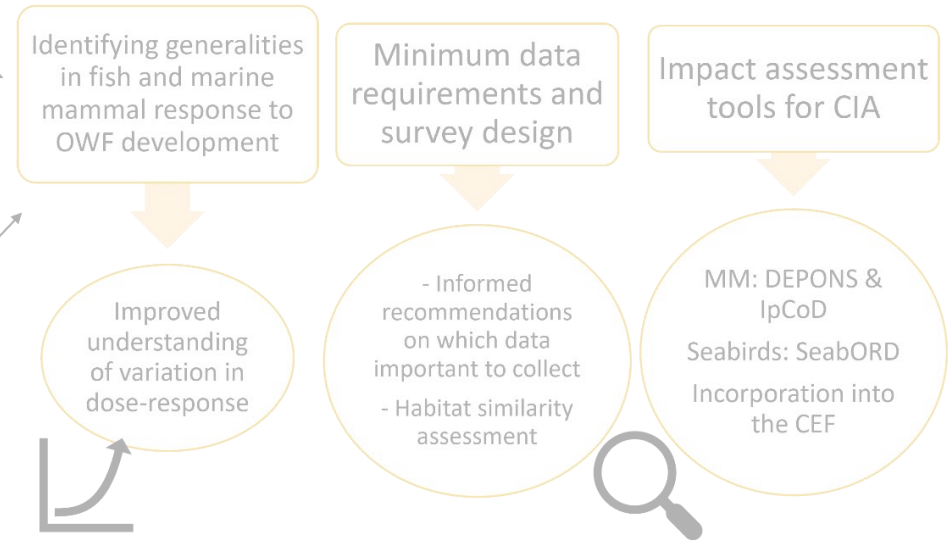 Identifying generalities
in fish and marine
mammal response to
OWF development
Minimum data
requirements and
survey design
Impact assessment
tools for CIA
Improved
understanding
of variation in
dose-response
- Informed
recommendations
on which data
important to collect
- Habitat similarity
assessment
MM: DEPONS &
IpCoD
Seabirds: SeabORD
Incorporation into
the CEF